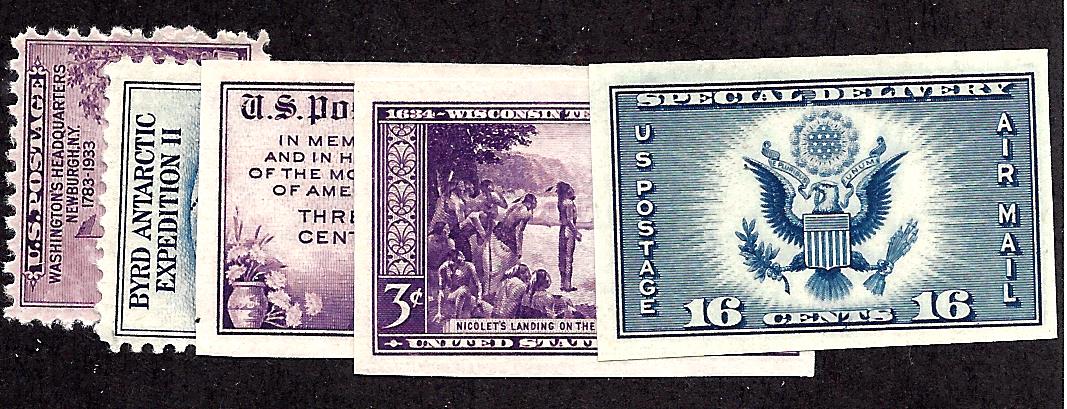 U.S. POSTAGE
WASHINGTON'S HEADQUARTERS
NEWBURGH, N.Y.
1783-1933
BYRD ANTARCTIC
EXPEDITION II
U.S. Po
IN MEM
AND IN H
OF THE MO
OF AME
THRE
CENT
1634~WISCONSIN TE
3¢
NICOLET'S LANDING ON THE
UNITED STAT
SPECIAL DELIVERY
U S POSTAGE
AIR MAIL
E PLURIBUS UNUM
16 CENTS 16